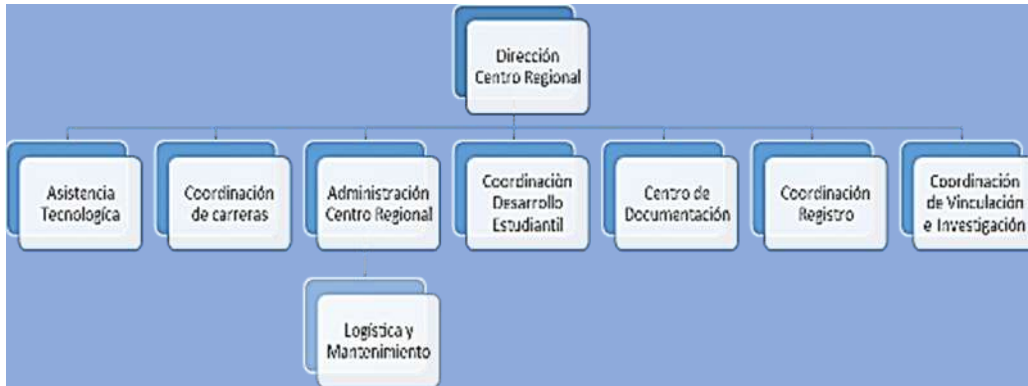 Dirección
Centro Regional
Asistencia
Tecnologíca
Coordinación
de carreras
Administración
Centro Regional
Coordinación
Desarrollo
Estudiantil
Centro de
Documentación
Coordinación
Registro
Coordinación
de Vinculación
e Investigación
Logística y
Mantenimiento